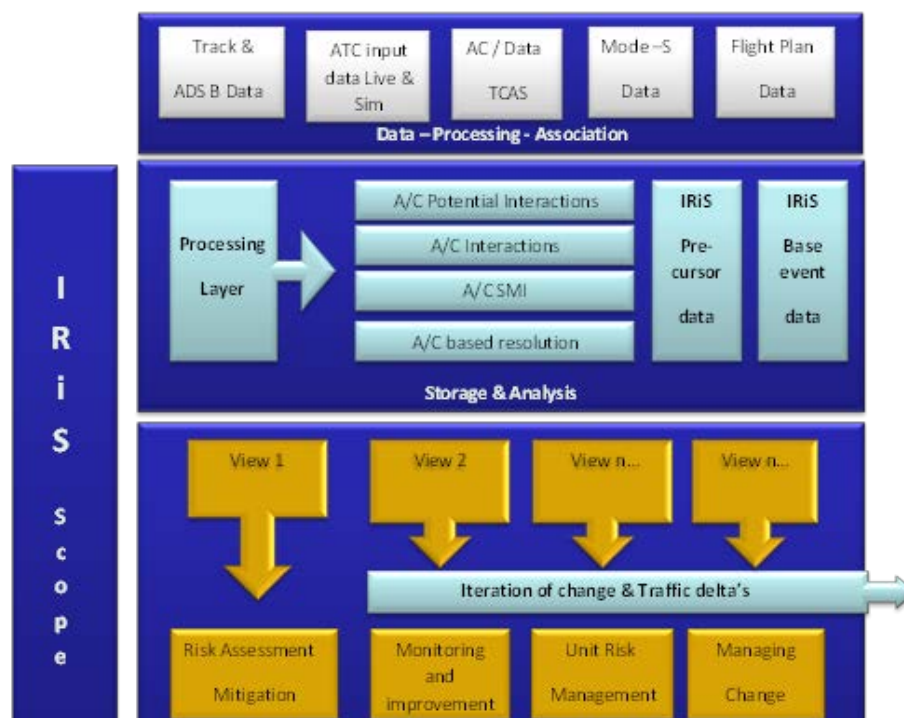 Track &
ADS B Data
ATC input
data Live &
Sim
AC / Data
TCAS
Mode –S
Data
Flight Plan
Data
Data – Processing - Association
I
R
i
S
S
c
o
p
e
Processing
Layer
A/C Potential Interactions
A/C Interactions
A/C SMI
A/C based resolution
IRiS
Pre-
cursor
data
IRiS
Base
event
data
Storage & Analysis
View 1
View 2
View n...
View n...
Iteration of change & Traffic delta's
Risk Assessment
Mitigation
Monitoring
and
improvement
Unit Risk
Management
Managing
Change